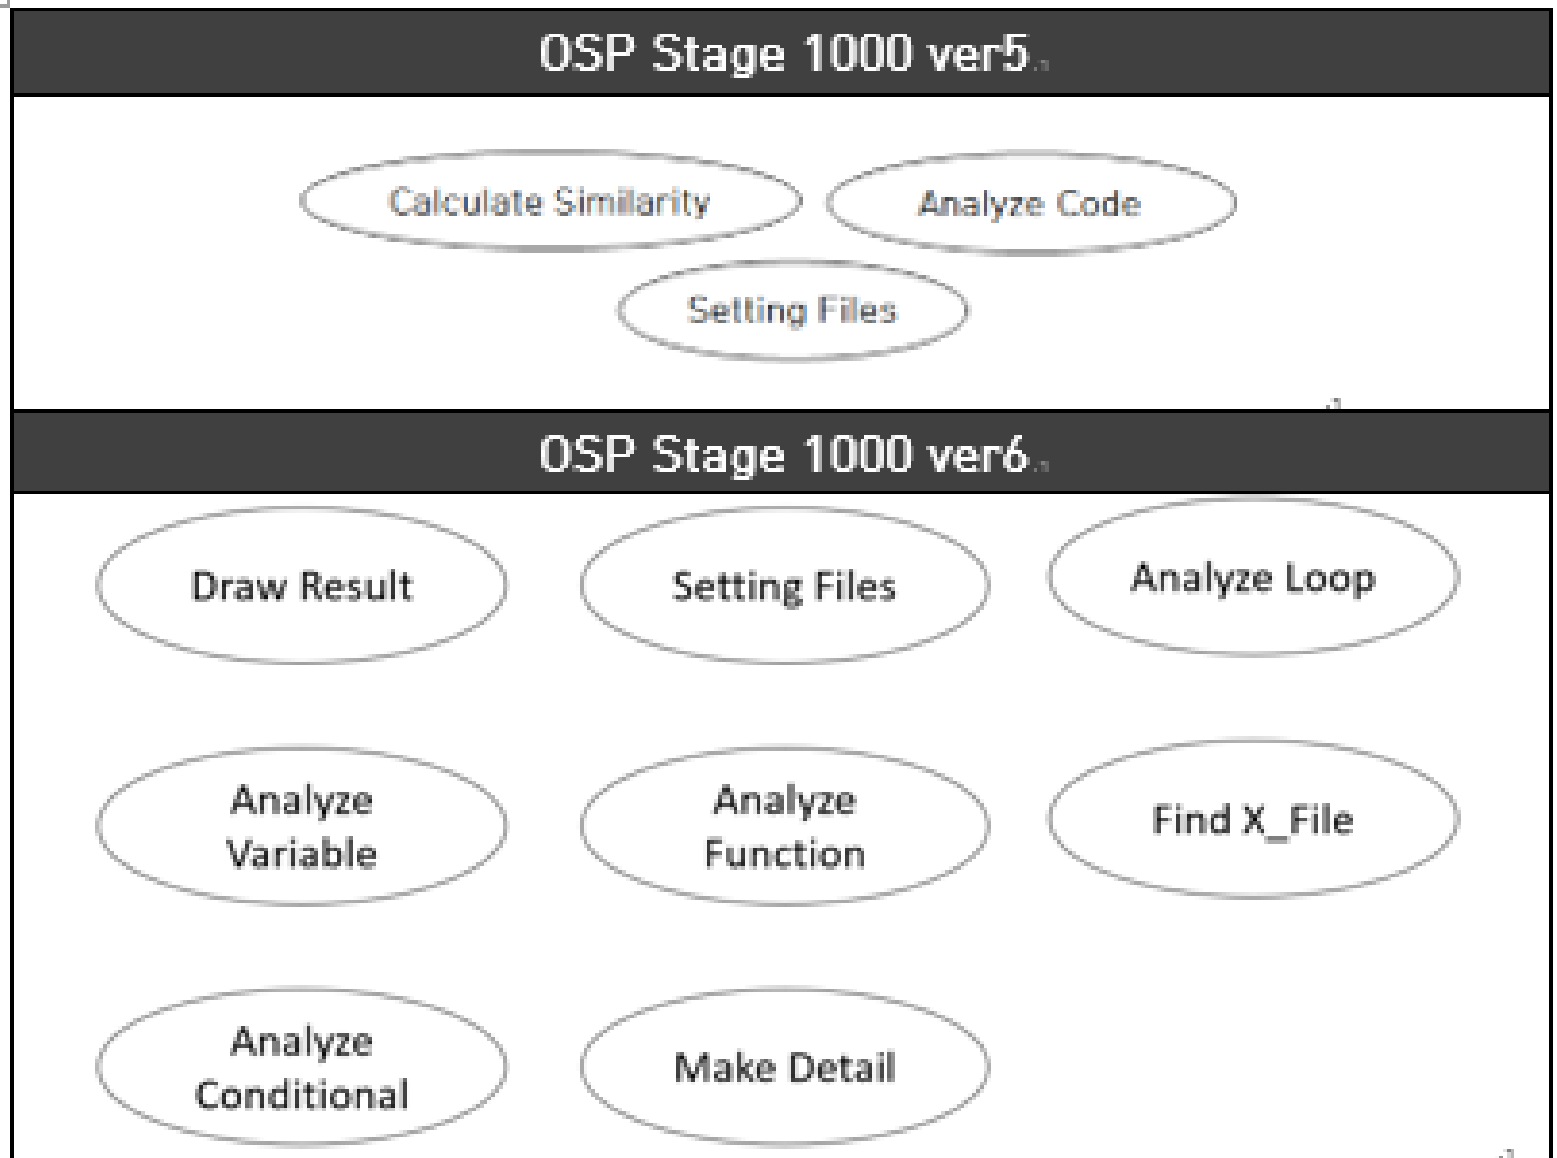 OSP Stage 1000 ver5
Calculate Similarity
Analyze Code
Setting Files
OSP Stage 1000 ver6
Draw Result
Setting Files
Analyze Loop
Analyze
Variable
Analyze
Function
Find X_File
Analyze
Conditional
Make Detail